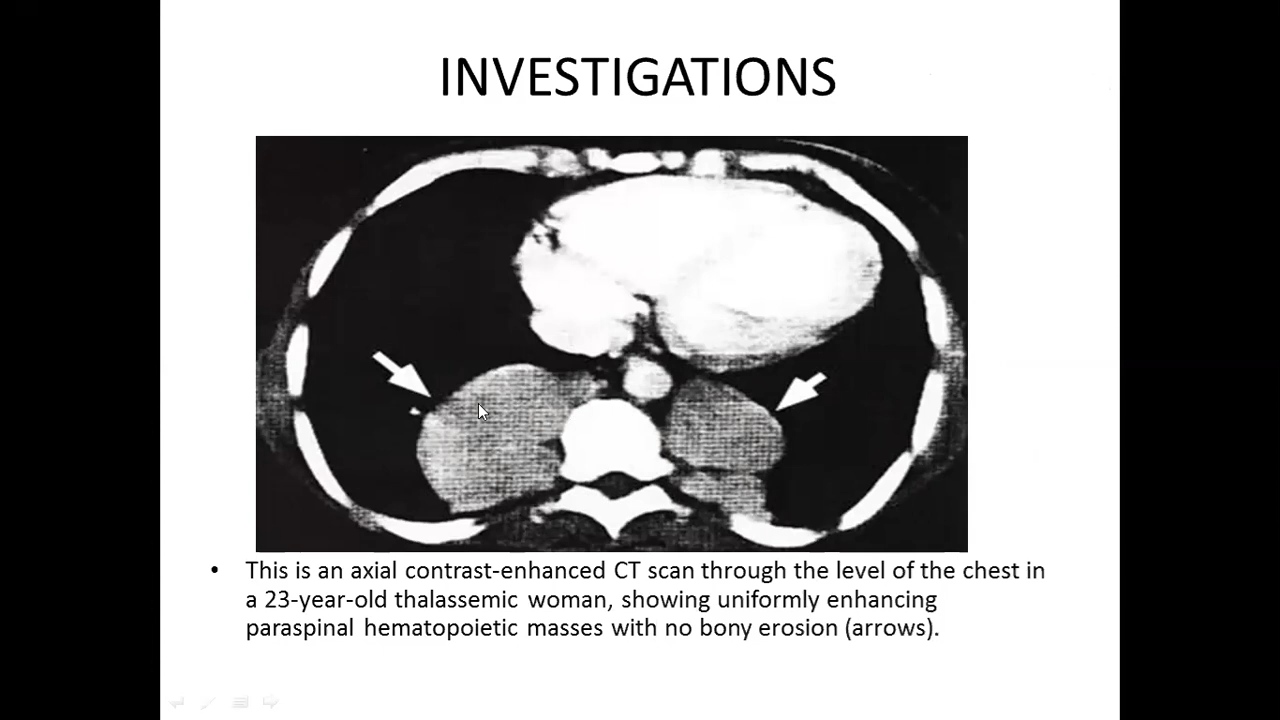 INVESTIGATIONS
• This is an axial contrast-enhanced CT scan through the level of the chest in
a 23-year-old thalassemic woman, showing uniformly enhancing
paraspinal hematopoietic masses with no bony erosion (arrows).